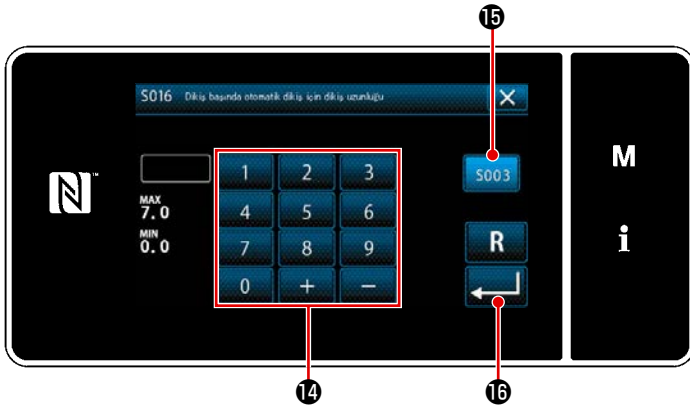 ⓯
S016 Dikiş başında otomatik dikiş için dikiş uzunluğu
1 2 3
S003
M
MAX
7.0
4 5 6
MIN
0.0
7 8 9
R
i
0 + −
N™
⓮ ⓰